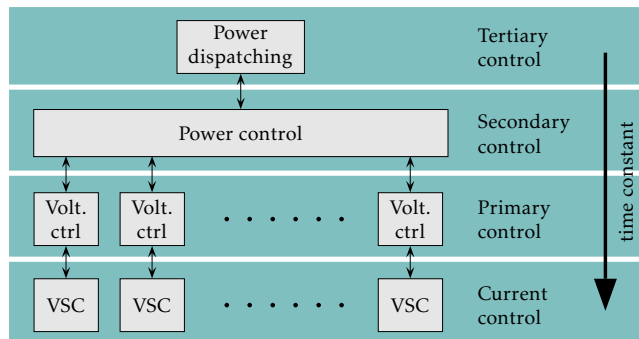 Power
dispatching
Tertiary
control
Power control
Secondary
control
Volt.
ctrl
Volt.
ctrl
. . . . . .
Volt.
ctrl
Primary
control
VSC
VSC
. . . . . .
VSC
Current
control
time constant